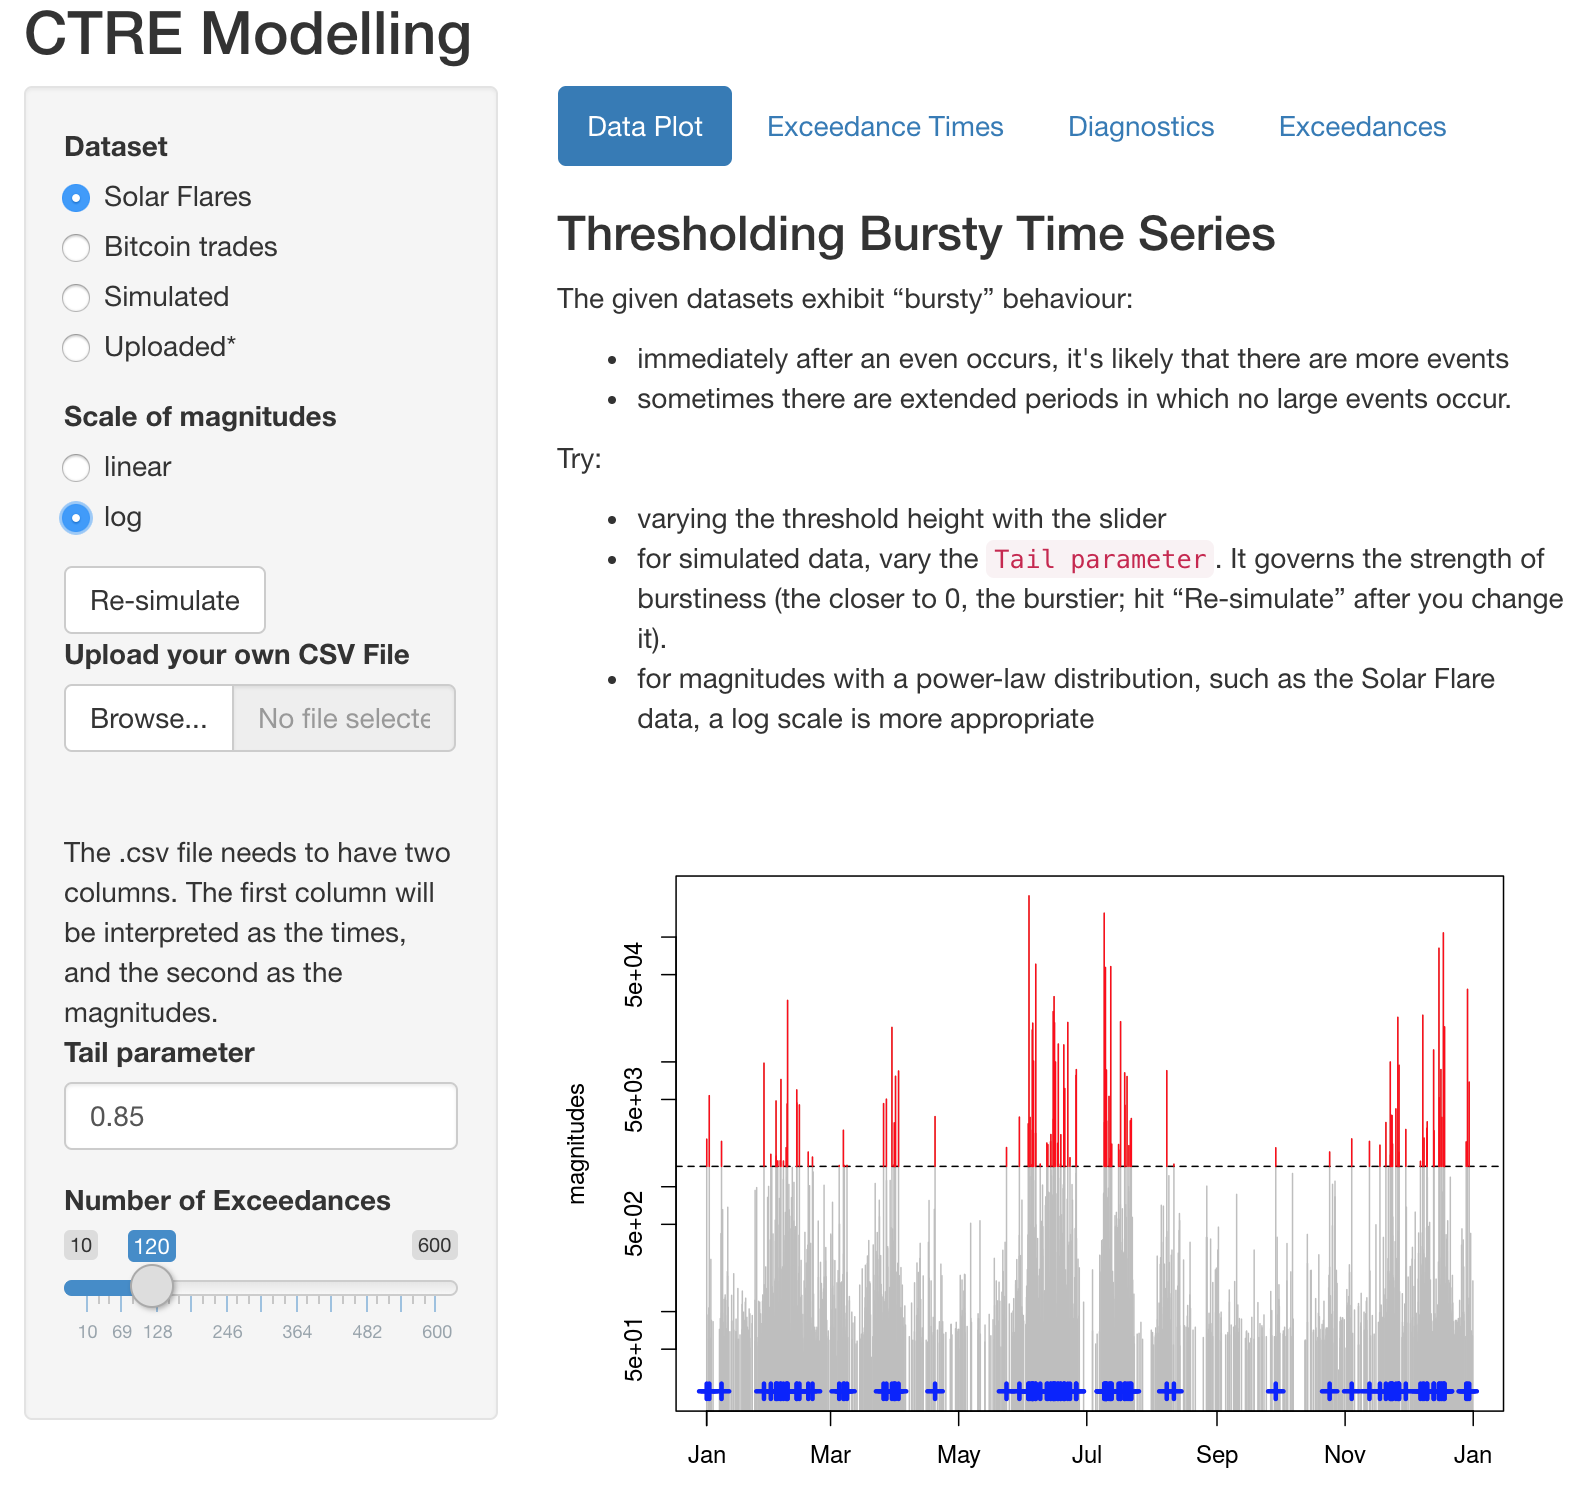 CTRE Modelling
Dataset
Solar Flares
Bitcoin trades
Simulated
Uploaded*
Scale of magnitudes
linear
log
Re-simulate
Upload your own CSV File
Browse... No file selecte
The .csv file needs to have two
columns. The first column will
be interpreted as the times,
and the second as the
magnitudes.
Tail parameter
0.85
Number of Exceedances
10 120 600
10 69 128 246 364 482 600
Data Plot Exceedance Times Diagnostics Exceedances
Thresholding Bursty Time Series
The given datasets exhibit “bursty” behaviour:
• immediately after an even occurs, it's likely that there are more events
• sometimes there are extended periods in which no large events occur.
Try:
• varying the threshold height with the slider
• for simulated data, vary the Tail parameter. It governs the strength of
burstiness (the closer to 0, the burstier; hit “Re-simulate” after you change
it).
• for magnitudes with a power-law distribution, such as the Solar Flare
data, a log scale is more appropriate
magnitudes
5e+04
5e+03
5e+02
5e+01
Jan Mar May Jul Sep Nov Jan